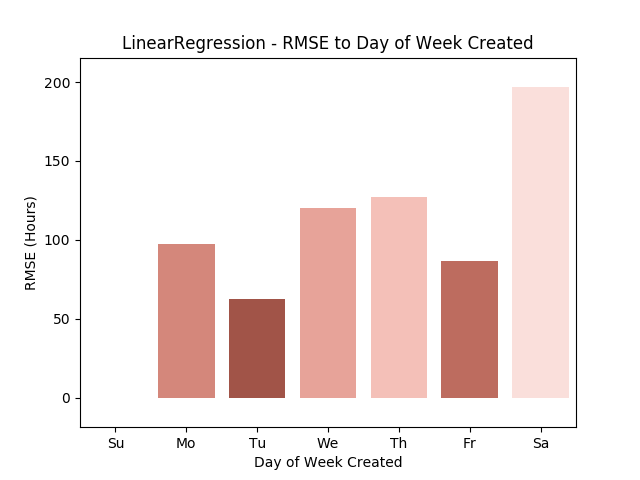 LinearRegression - RMSE to Day of Week Created
200
150
100
50
0
RMSE (Hours)
Su Mo Tu We Th Fr Sa
Day of Week Created